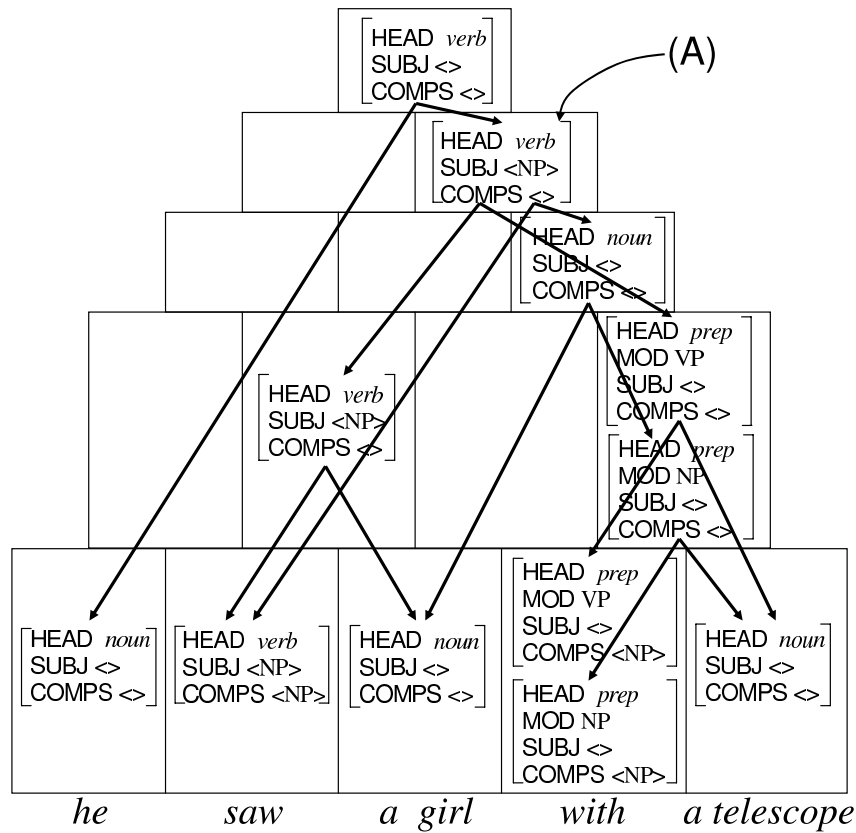 HEAD verb
SUBJ <>
COMPS <>
(A)
HEAD verb
SUBJ <NP>
COMPS <>
HEAD noun
SUBJ <>
COMPS <>
HEAD prep
MOD VP
SUBJ <>
COMPS <>
HEAD verb
SUBJ <NP>
COMPS <>
HEAD prep
MOD NP
SUBJ <>
COMPS <>
HEAD noun
SUBJ <>
COMPS <>
HEAD verb
SUBJ <NP>
COMPS <NP>
HEAD noun
SUBJ <>
COMPS <>
HEAD prep
MOD VP
SUBJ <>
COMPS <NP>
HEAD prep
MOD NP
SUBJ <>
COMPS <NP>
HEAD noun
SUBJ <>
COMPS <>
he saw a girl with a telescope